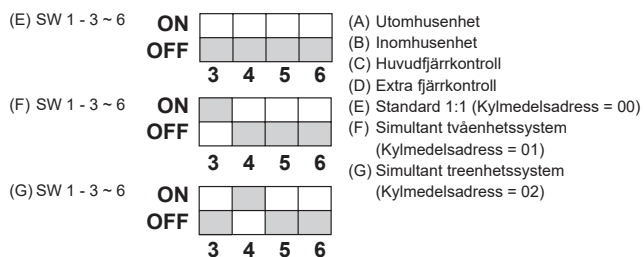 (E) SW 1 - 3 ~ 6
ON
OFF
3 4 5 6
(F) SW 1 - 3 ~ 6
ON
OFF
3 4 5 6
(G) SW 1 - 3 ~ 6
ON
OFF
3 4 5 6
(A) Utomhusenhet
(B) Inomhusenhet
(C) Huvudfjärrkontroll
(D) Extra fjärrkontroll
(E) Standard 1:1 (Kylmedelsadress = 00)
(F) Simultant tvåenhetssystem
(Kylmedelsadress = 01)
(G) Simultant treenhetssystem
(Kylmedelsadress = 02)